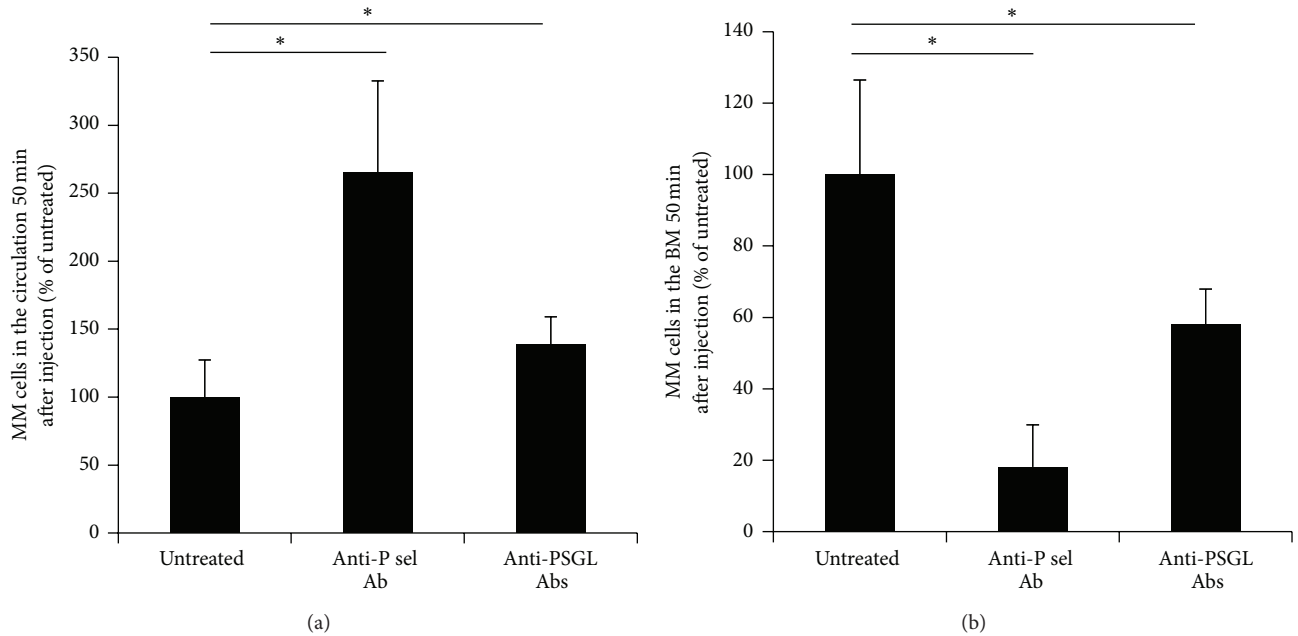 *
*
350
300
250
200
150
100
50
0
MM cells in the circulation 50 min
after injection (% of untreated)
Untreated
Anti-P sel
Ab
Anti-PSGL
Abs
(a)
*
*
140
120
100
80
60
40
20
0
MM cells in the BM 50 min
after injection (% of untreated)
Untreated
Anti-P sel
Ab
Anti-PSGL
Abs
(b)